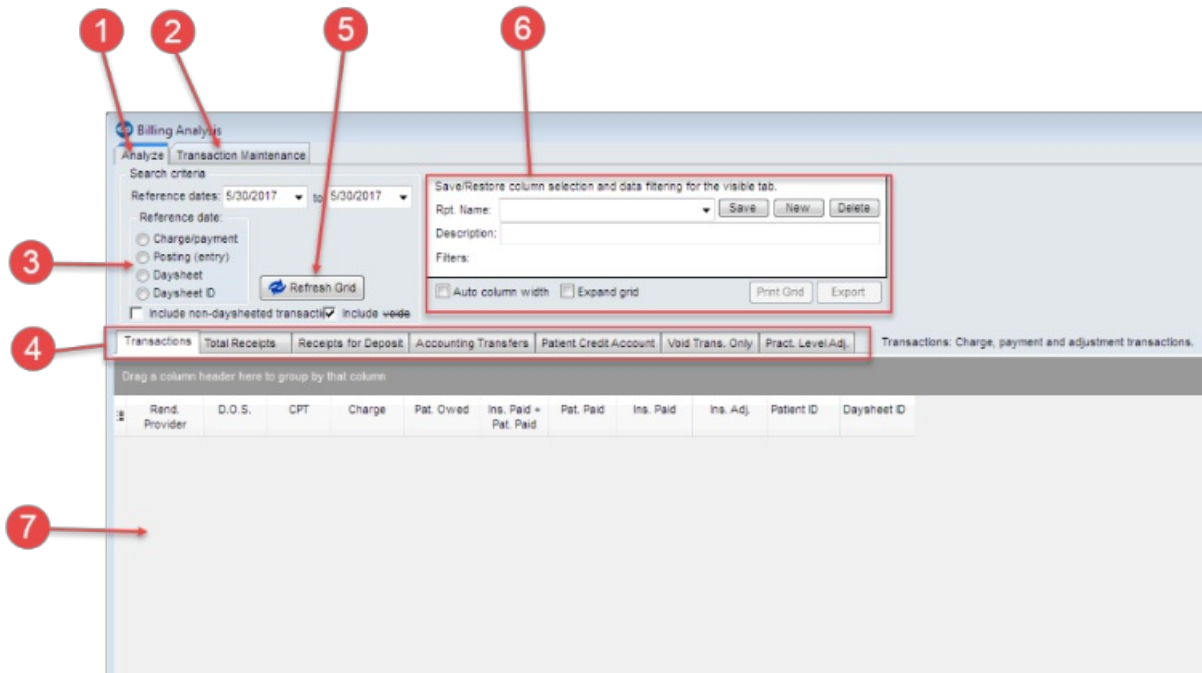 1 2 5 6
Billing Analysis
Analyze Transaction Maintenance
Search criteria
Reference dates: 5/30/2017 to 5/30/2017
Reference date:
Charge/payment
3 Posting (entry)
Daysheet
Daysheet ID
Refresh Grid
Include non-daysheeted transacti Include voids
Save/Restore column selection and data filtering for the visible tab.
Rpt. Name: Save New Delete
Description:
Filters:
Auto column width Expand grid Print Grid Export
4 Transactions Total Receipts Receipts for Deposit Accounting Transfers Patient Credit Account Void Trans. Only Pract. Level Adj. Transactions: Charge, payment and adjustment transactions.
Drag a column header here to group by that column
Rend. D.O.S. CPT Charge Pat. Owed Ins. Paid + Pat. Paid Ins. Paid Ins. Adj. Patient ID Daysheet ID
Provider Pat. Paid
7